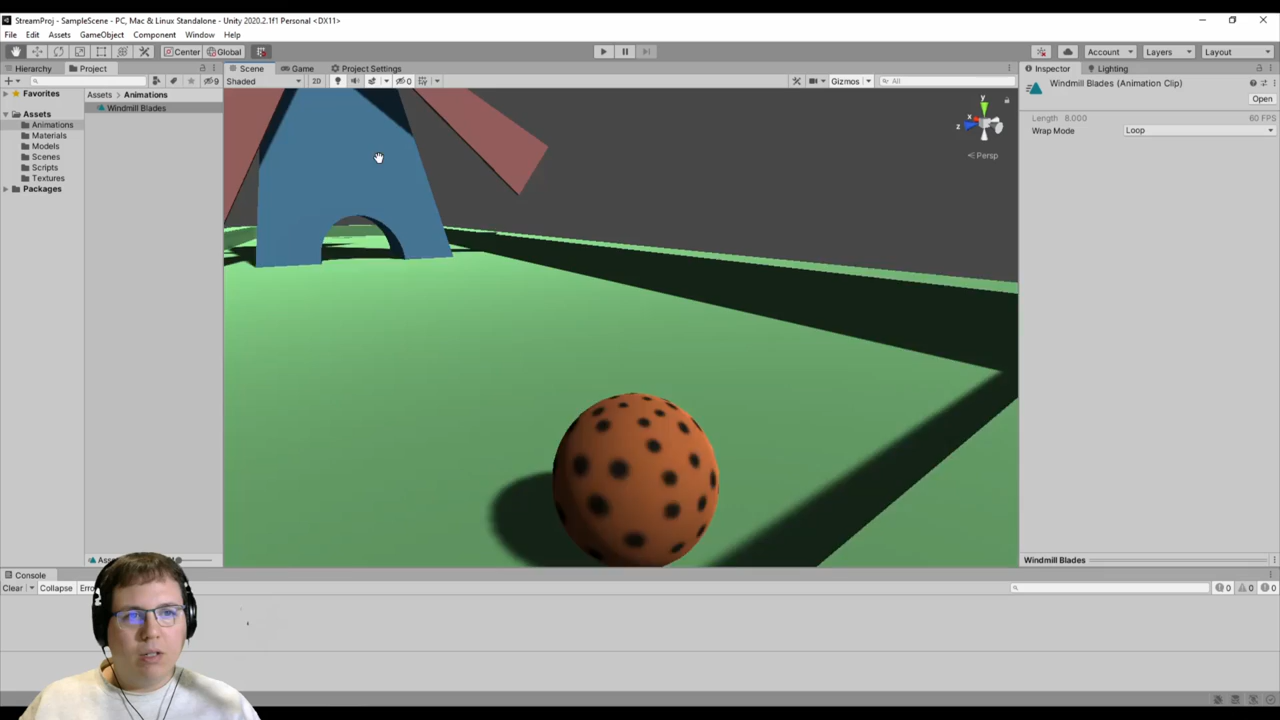 StreamProj - SampleScene - PC, Mac & Linux Standalone - Unity 2020.2.1f1 Personal <DX11>
File Edit Assets GameObject Component Window Help
Center Global Account Layers Layout
Hierarchy Project Scene Game Project Settings Inspector Lighting
Shaded 2D 0 Gizmos All
9
Favorites
Assets
Animations
Materials
Models
Scenes
Scripts
Textures
Packages
Assets > Animations
Windmill Blades
y
x
z
< Persp
Windmill Blades (Animation Clip)
Open
Length 8.000 60 FPS
Wrap Mode Loop
Windmill Blades
Console
Clear Collapse 0 0 0